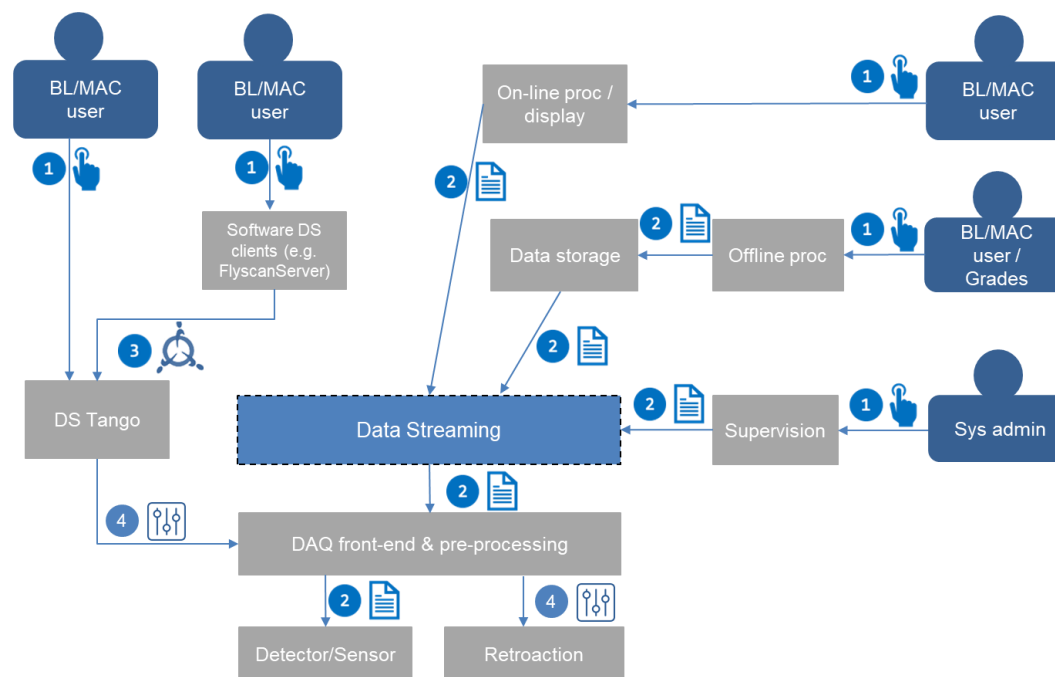 BL/MAC
user
BL/MAC
user
On-line proc /
display
1
BL/MAC
user
1
1
2
Software DS
clients (e.g.
FlyscanServer)
Data storage
2
Offline proc
1
BL/MAC
user /
Grades
3
2
DS Tango
Data Streaming
2
Supervision
1
Sys admin
2
4
DAQ front-end & pre-processing
2
4
Detector/Sensor
Retroaction